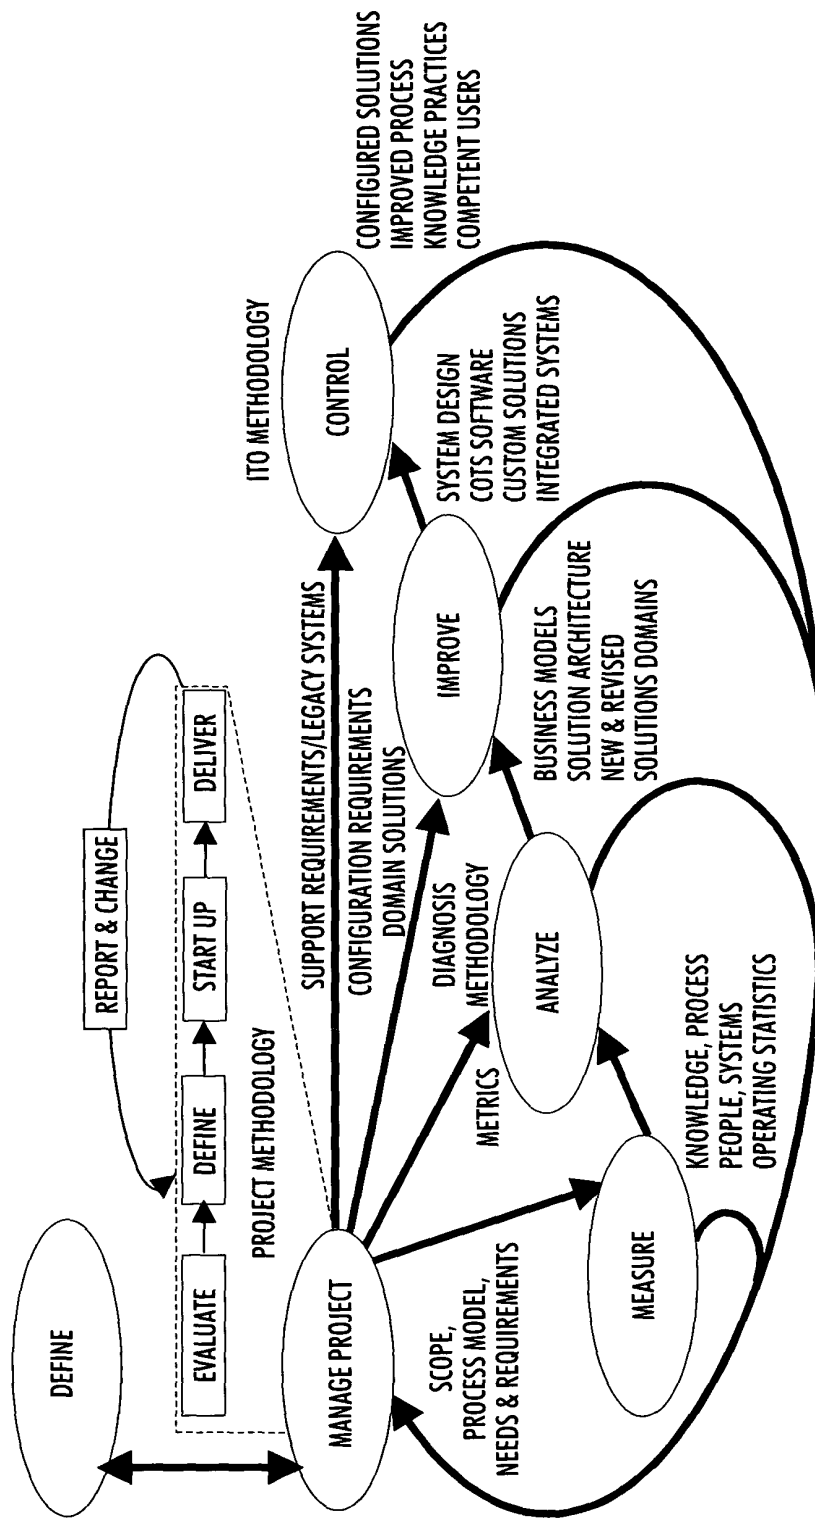 DEFINE
REPORT & CHANGE
EVALUATE
DEFINE
START UP
DELIVER
PROJECT METHODOLOGY
ITO METHODOLOGY
MANAGE PROJECT
SUPPORT REQUIREMENTS/LEGACY SYSTEMS
CONFIGURATION REQUIREMENTS
DOMAIN SOLUTIONS
CONTROL
CONFIGURED SOLUTIONS
IMPROVED PROCESS
KNOWLEDGE PRACTICES
COMPETENT USERS
SCOPE,
PROCESS MODEL,
NEEDS & REQUIREMENTS
METRICS
DIAGNOSIS
METHODOLOGY
IMPROVE
SYSTEM DESIGN
COTS SOFTWARE
CUSTOM SOLUTIONS
INTEGRATED SYSTEMS
ANALYZE
BUSINESS MODELS
SOLUTION ARCHITECTURE
NEW & REVISED
SOLUTIONS DOMAINS
MEASURE
KNOWLEDGE, PROCESS
PEOPLE, SYSTEMS
OPERATING STATISTICS